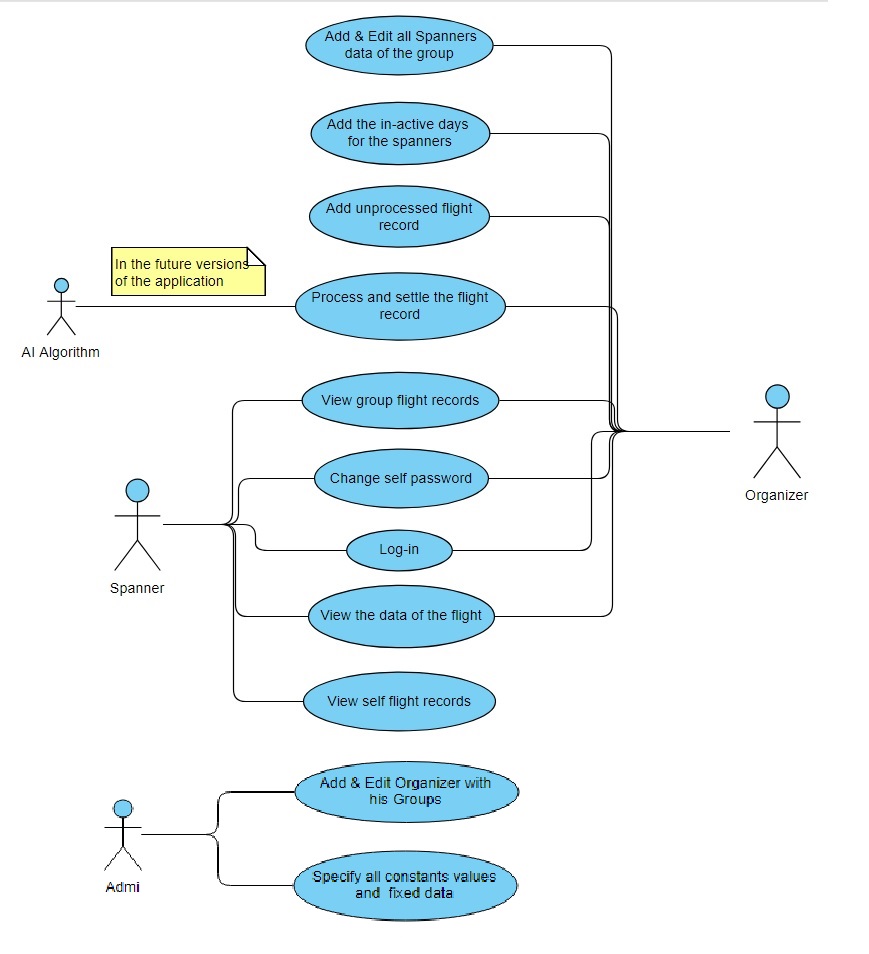 Add & Edit all Spanners
data of the group
Add the in-active days
for the spanners
Add unprocessed flight
record
In the future versions
of the application
Process and settle the flight
record
AI Algorithm
View group flight records
Change self password
Organizer
Log-in
Spanner
View the data of the flight
View self flight records
Add & Edit Organizer with
his Groups
Specify all constants values
and fixed data
Admi